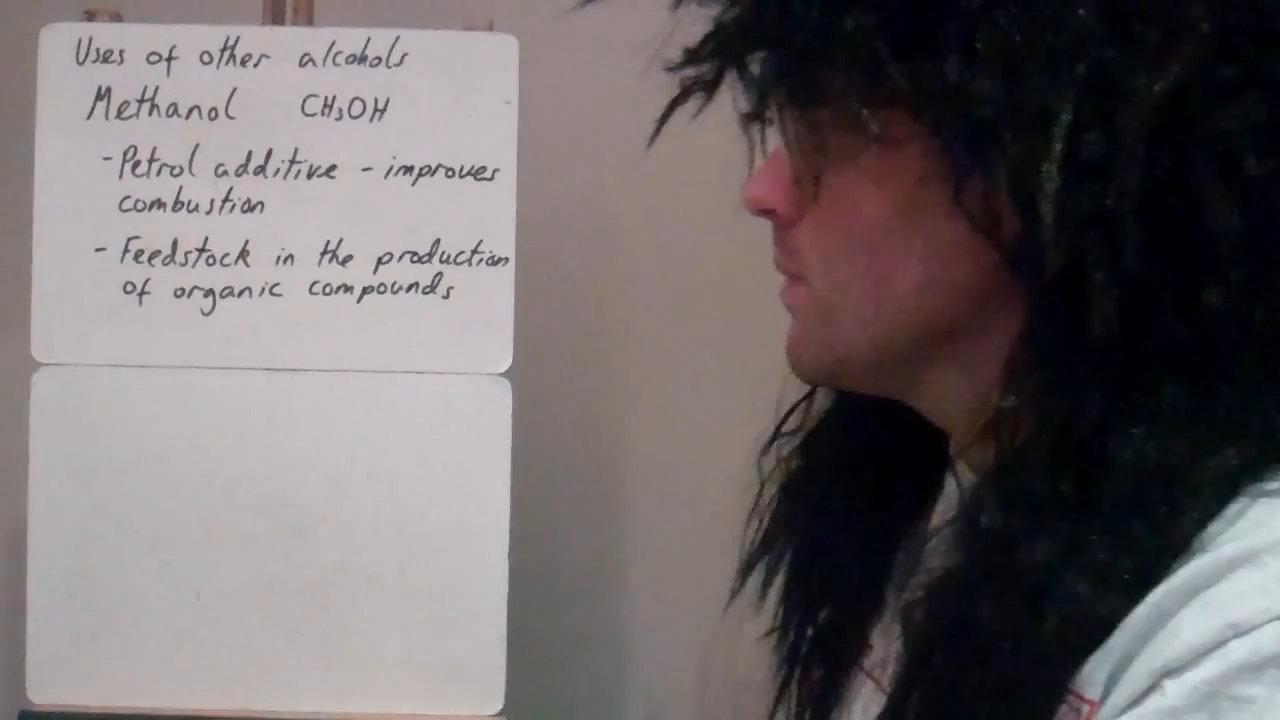 Uses of other alcohols
Methanol CH₃OH
- Petrol additive - improves
combustion
- Feedstock in the production
of organic compounds